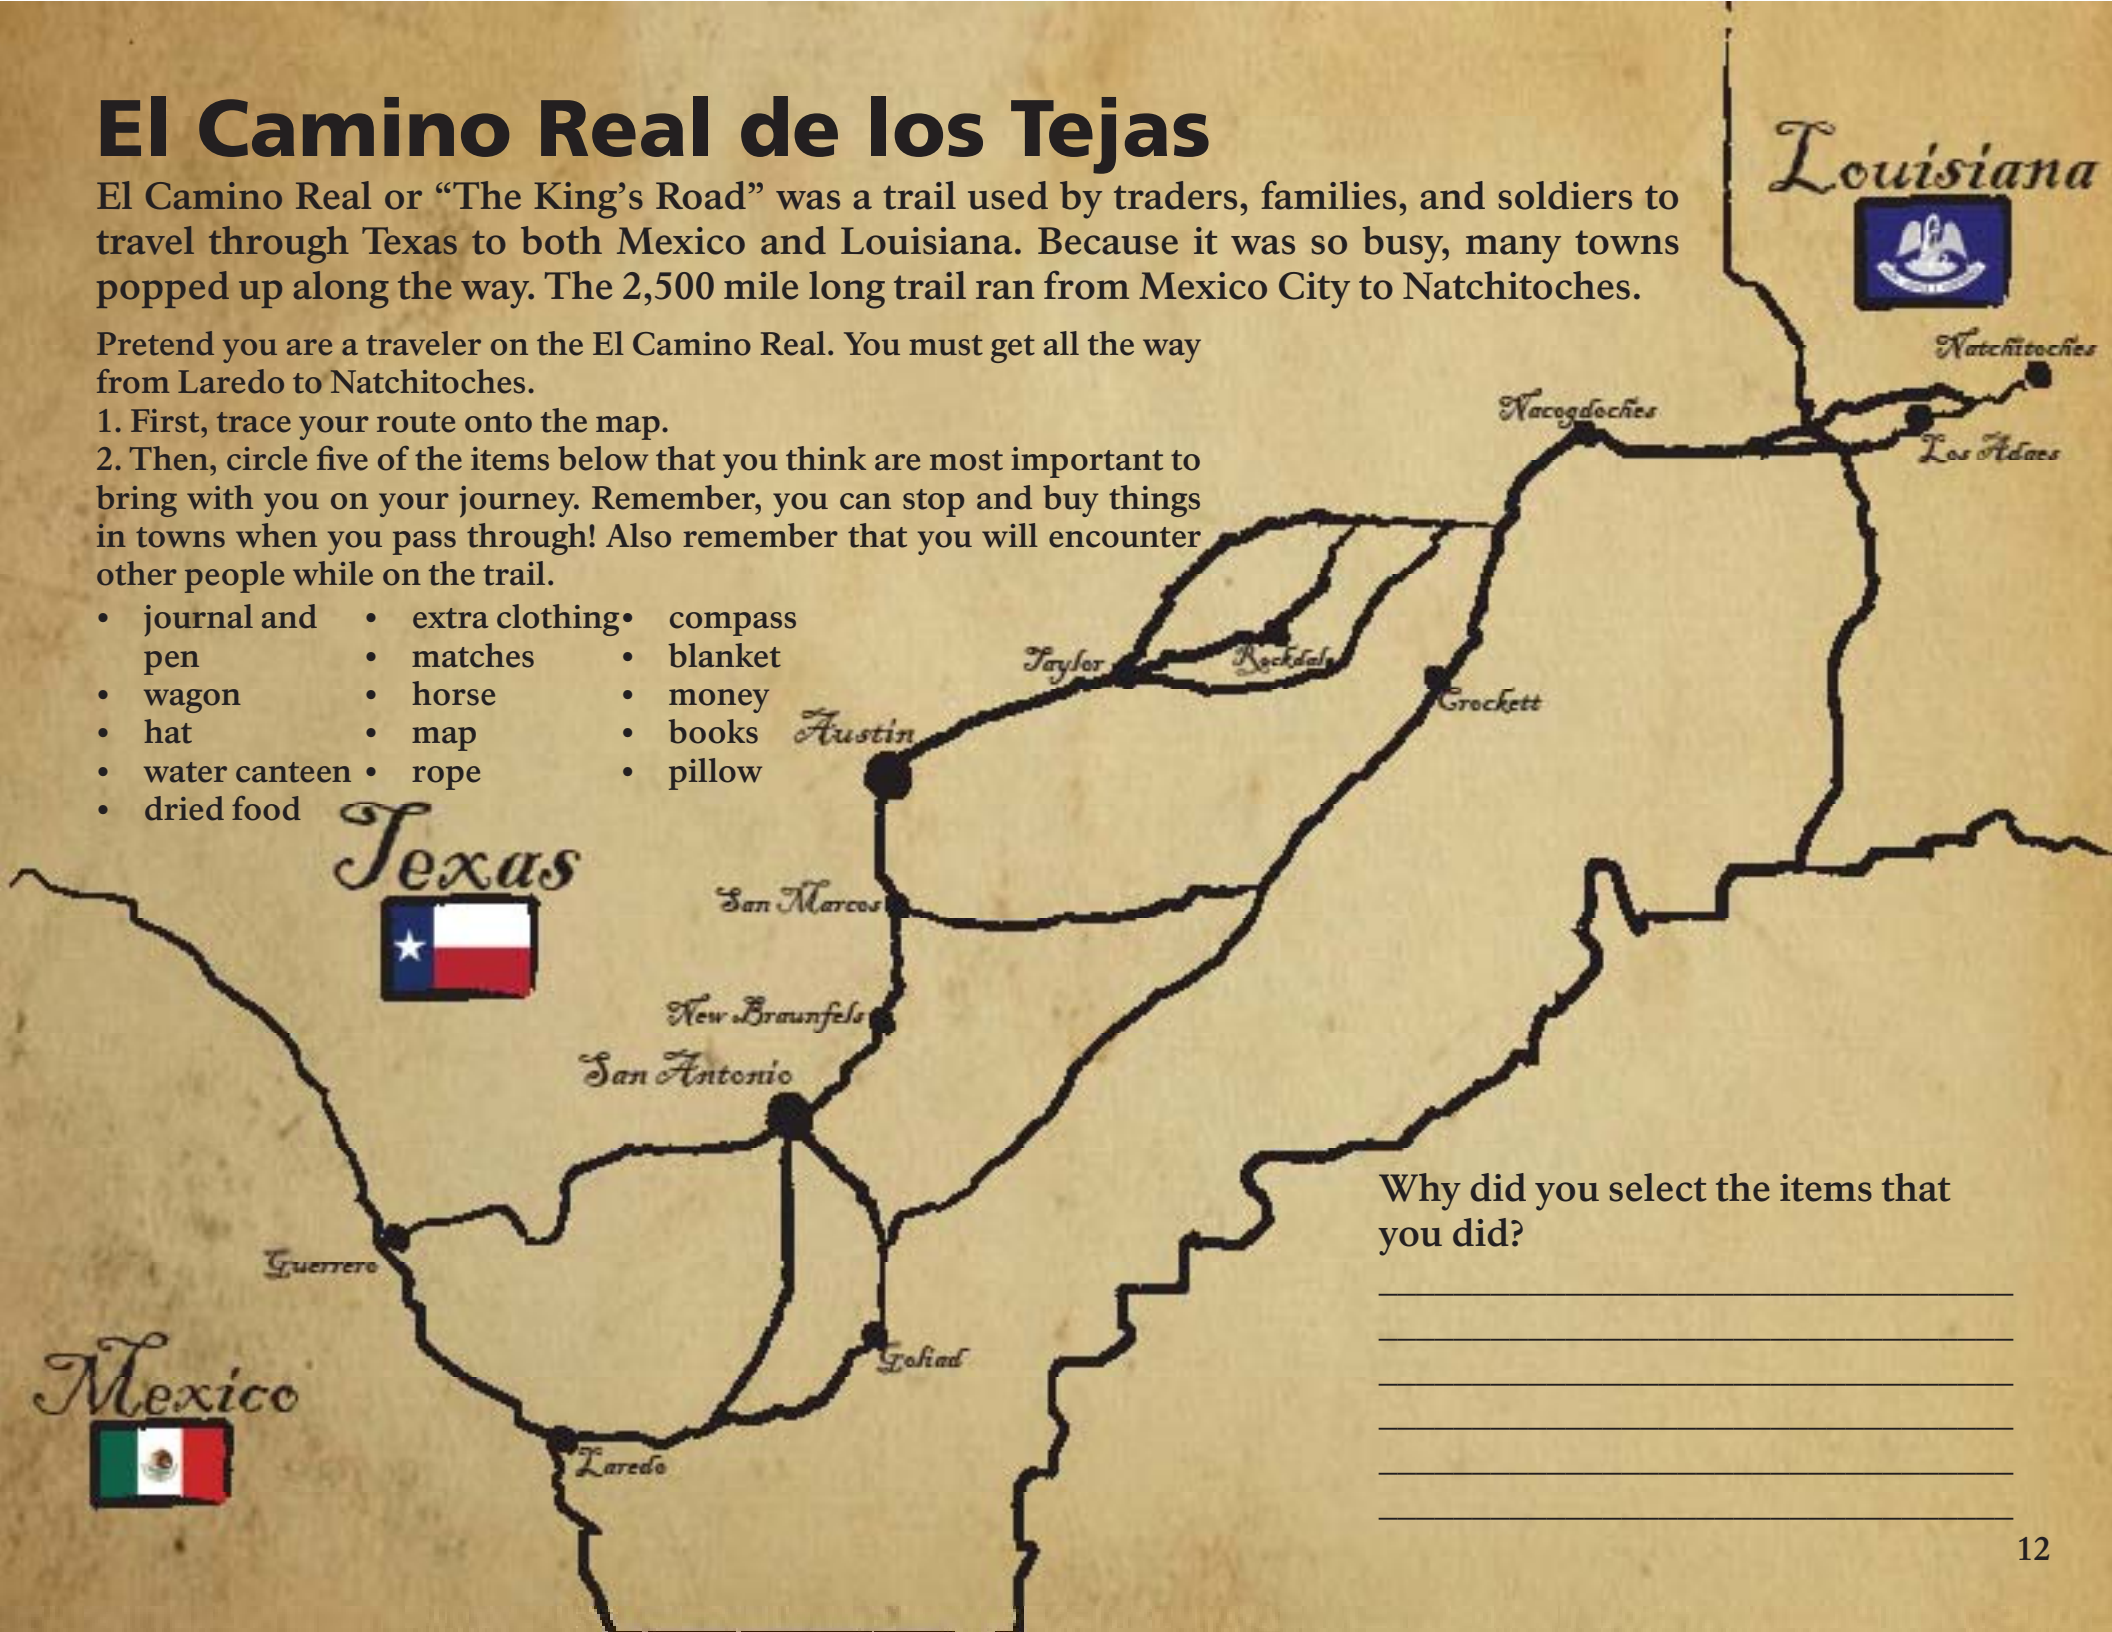 El Camino Real de los Tejas
El Camino Real or “The King’s Road” was a trail used by traders, families, and soldiers to
travel through Texas to both Mexico and Louisiana. Because it was so busy, many towns
popped up along the way. The 2,500 mile long trail ran from Mexico City to Natchitoches.
Pretend you are a traveler on the El Camino Real. You must get all the way
from Laredo to Natchitoches.
1. First, trace your route onto the map.
2. Then, circle five of the items below that you think are most important to
bring with you on your journey. Remember, you can stop and buy things
in towns when you pass through! Also remember that you will encounter
other people while on the trail.
• journal and
pen
• wagon
• hat
• water canteen
• dried food
• extra clothing
• matches
• horse
• map
• rope
• compass
• blanket
• money
• books
• pillow
Louisiana
Natchitoches
Nacogdoches
Los Adaes
Taylor
Rockdale
Crockett
Austin
Texas
San Marcos
New Braunfels
San Antonio
Guerrero
Goliad
Mexico
Laredo
Why did you select the items that
you did?
12